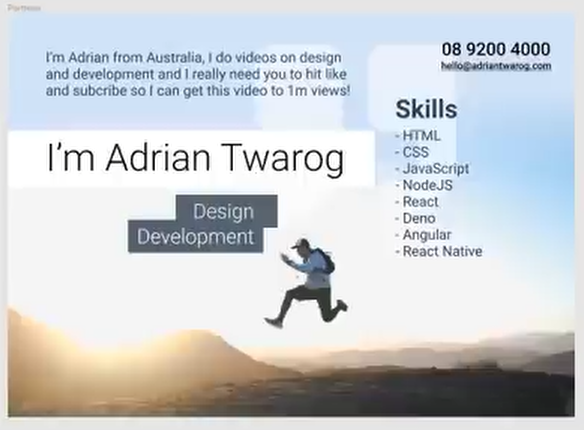 Portfolio
I'm Adrian from Australia, I do videos on design
and development and I really need you to hit like
and subcribe so I can get this video to 1m views!
08 9200 4000
hello@adriantwarog.com
I'm Adrian Twarog
Design
Development
Skills
- HTML
- CSS
- JavaScript
- NodeJS
- React
- Deno
- Angular
- React Native